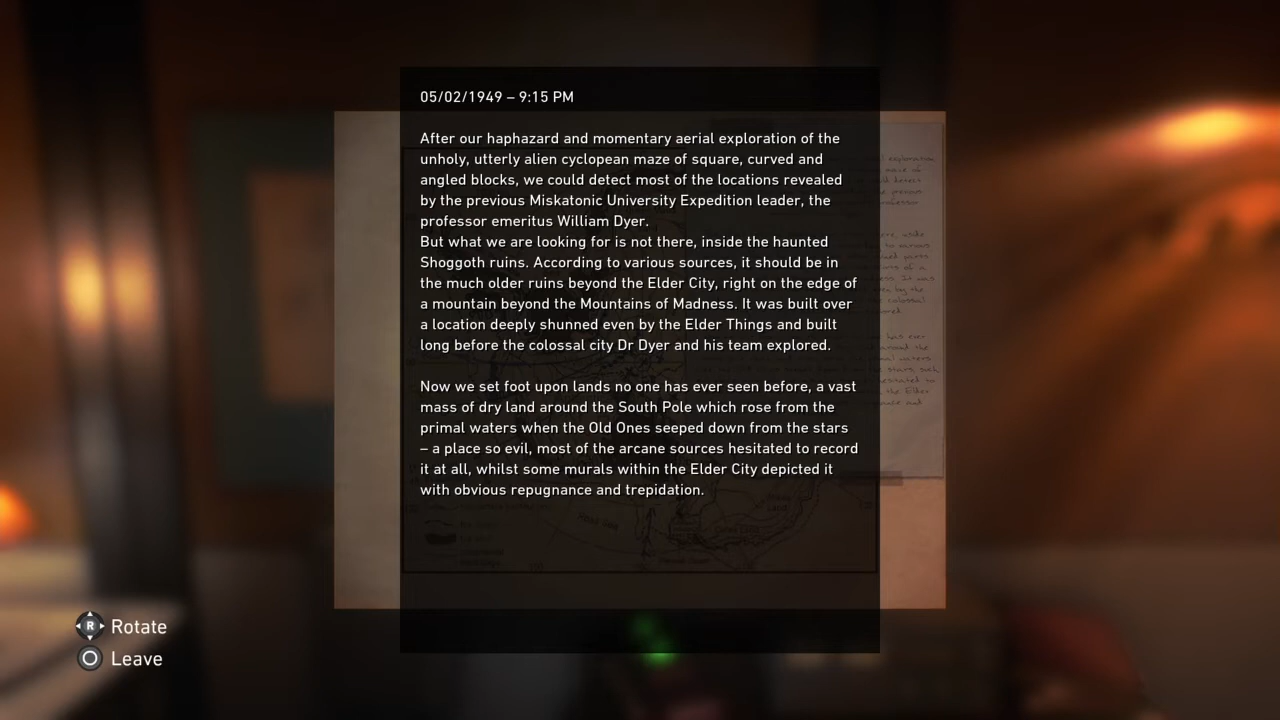 05/02/1949 – 9:15 PM
After our haphazard and momentary aerial exploration of the
unholy, utterly alien cyclopean maze of square, curved and
angled blocks, we could detect most of the locations revealed
by the previous Miskatonic University Expedition leader, the
professor emeritus William Dyer.
But what we are looking for is not there, inside the haunted
Shoggoth ruins. According to various sources, it should be in
the much older ruins beyond the Elder City, right on the edge of
a mountain beyond the Mountains of Madness. It was built over
a location deeply shunned even by the Elder Things and built
long before the colossal city Dr Dyer and his team explored.
Now we set foot upon lands no one has ever seen before, a vast
mass of dry land around the South Pole which rose from the
primal waters when the Old Ones seeped down from the stars
– a place so evil, most of the arcane sources hesitated to record
it at all, whilst some murals within the Elder City depicted it
with obvious repugnance and trepidation.
R Rotate
Leave